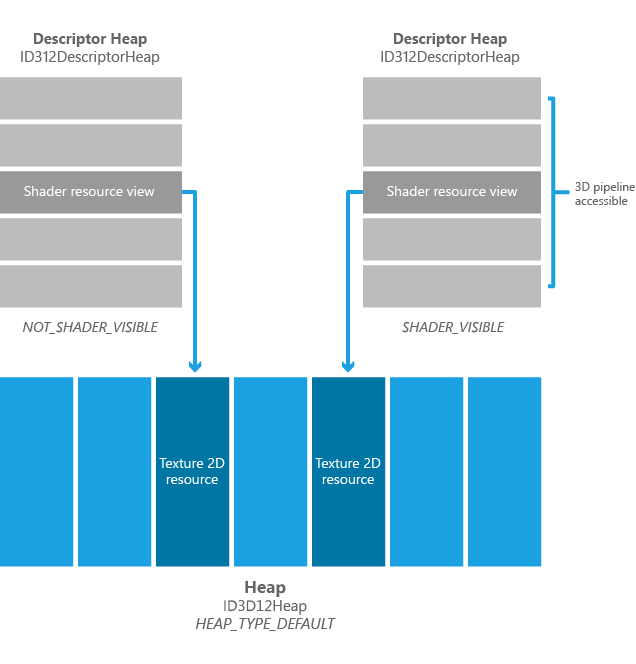 Descriptor Heap
ID312DescriptorHeap
Shader resource view
NOT_SHADER_VISIBLE
Descriptor Heap
ID312DescriptorHeap
Shader resource view
3D pipeline
accessible
SHADER_VISIBLE
Texture 2D
resource
Texture 2D
resource
Heap
ID3D12Heap
HEAP_TYPE_DEFAULT